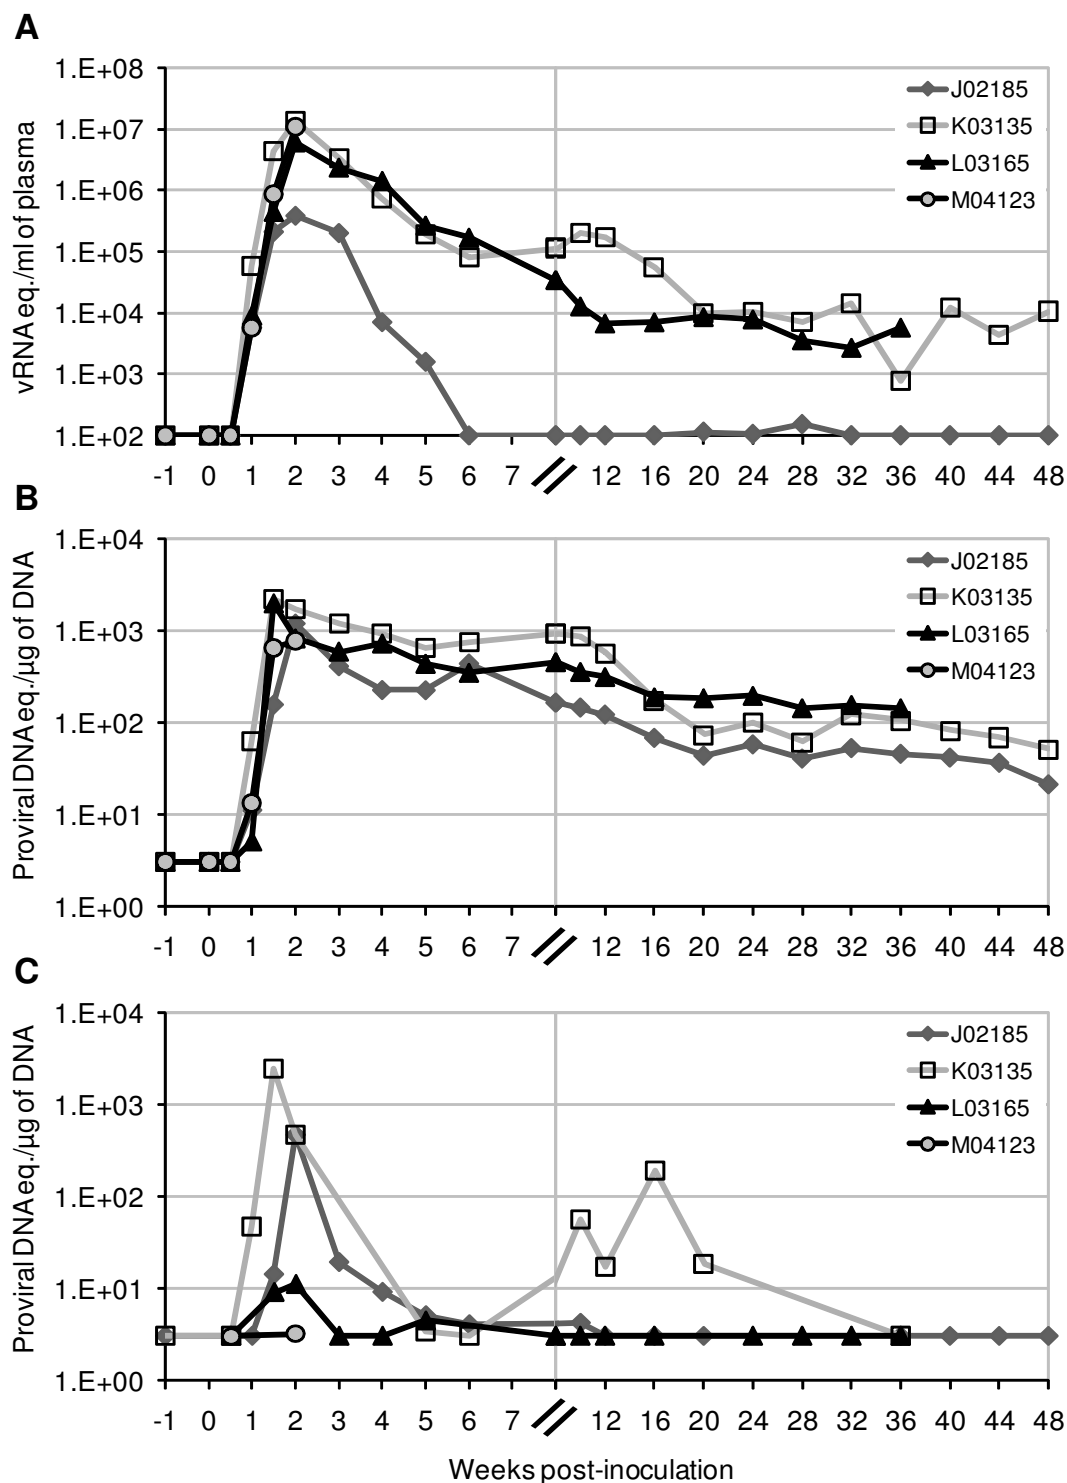 A
vRNA eq./ml of plasma
1.E+08
1.E+07
1.E+06
1.E+05
1.E+04
1.E+03
1.E+02
J02185
K03135
L03165
M04123
-1 0 1 2 3 4 5 6 7 // 12 16 20 24 28 32 36 40 44 48
B
Proviral DNA eq./µg of DNA
1.E+04
1.E+03
1.E+02
1.E+01
1.E+00
J02185
K03135
L03165
M04123
-1 0 1 2 3 4 5 6 7 // 12 16 20 24 28 32 36 40 44 48
C
Proviral DNA eq./µg of DNA
1.E+04
1.E+03
1.E+02
1.E+01
1.E+00
J02185
K03135
L03165
M04123
-1 0 1 2 3 4 5 6 7 // 12 16 20 24 28 32 36 40 44 48
Weeks post-inoculation